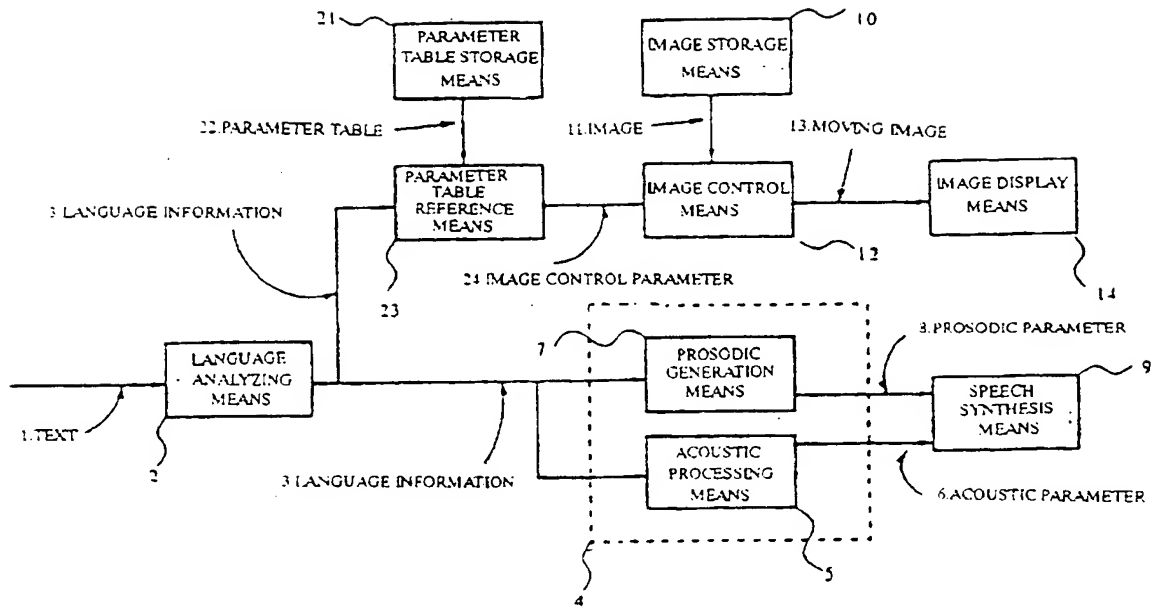 21
PARAMETER
TABLE STORAGE
MEANS
10
IMAGE STORAGE
MEANS
22.PARAMETER TABLE
11.IMAGE
13.MOVING IMAGE
PARAMETER
TABLE
REFERENCE
MEANS
IMAGE CONTROL
MEANS
IMAGE DISPLAY
MEANS
3.LANGUAGE INFORMATION
23
24.IMAGE CONTROL PARAMETER
12
14
7
PROSODIC
GENERATION
MEANS
8.PROSODIC PARAMETER
LANGUAGE
ANALYZING
MEANS
9
SPEECH
SYNTHESIS
MEANS
1.TEXT
2
3.LANGUAGE INFORMATION
ACOUSTIC
PROCESSING
MEANS
6.ACOUSTIC PARAMETER
5
4